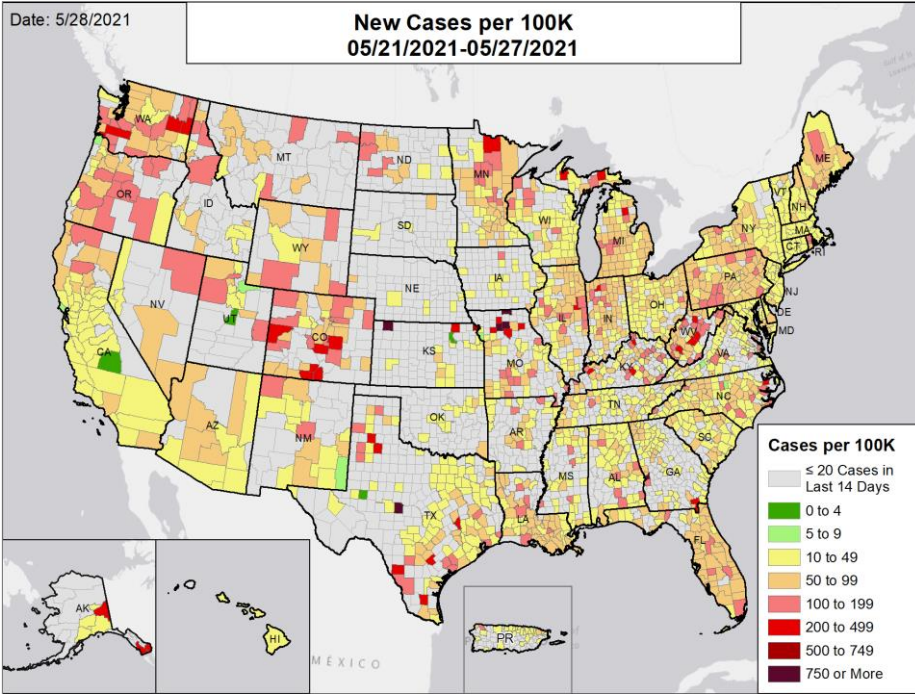 Date: 5/28/2021
New Cases per 100K
05/21/2021-05/27/2021
WA
MT
ND
MN
ME
OR
ID
SD
WI
MI
VT
NH
NY
MA
CT
RI
WY
IA
NE
PA
NJ
NV
UT
CO
IL
IN
OH
DE
MD
WV
VA
CA
KS
MO
KY
NC
TN
AZ
NM
OK
AR
SC
MS
AL
GA
TX
LA
FL
AK
HI
PR
MÉXICO
Cases per 100K
≤ 20 Cases in
Last 14 Days
0 to 4
5 to 9
10 to 49
50 to 99
100 to 199
200 to 499
500 to 749
750 or More